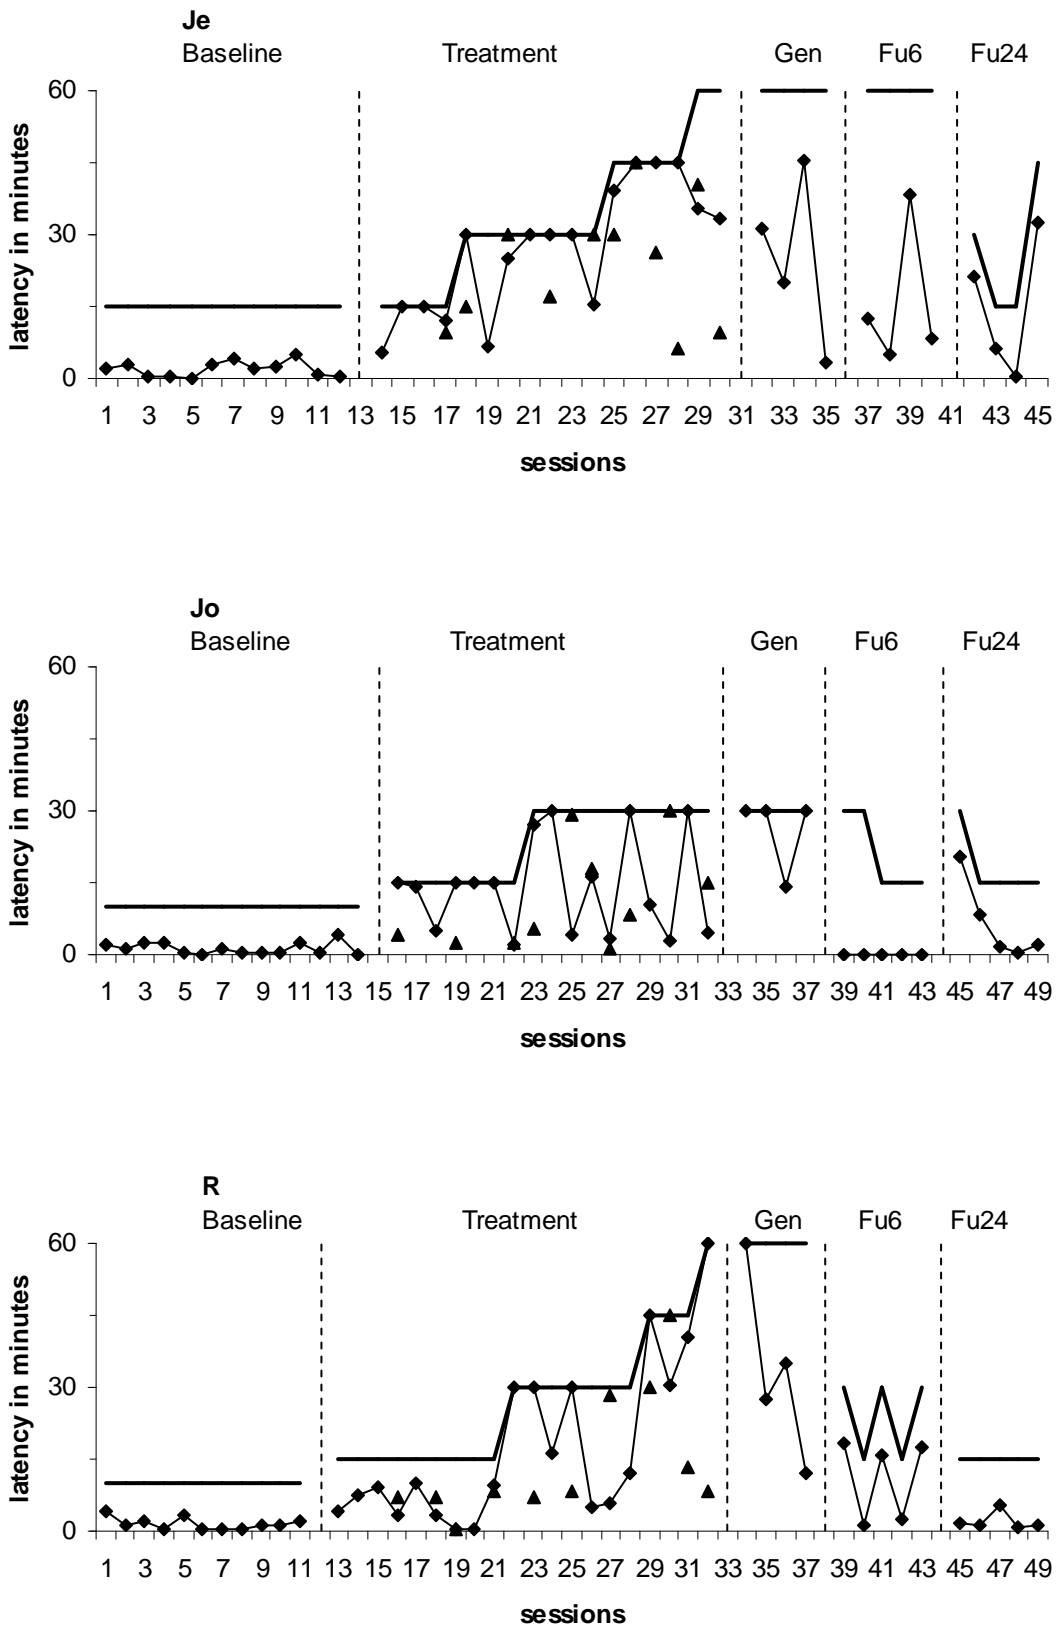 Je
Baseline Treatment Gen Fu6 Fu24
60
30
0
latency in minutes
1 3 5 7 9 11 13 15 17 19 21 23 25 27 29 31 33 35 37 39 41 43 45
sessions
Jo
Baseline Treatment Gen Fu6 Fu24
60
30
0
latency in minutes
1 3 5 7 9 11 13 15 17 19 21 23 25 27 29 31 33 35 37 39 41 43 45 47 49
sessions
R
Baseline Treatment Gen Fu6 Fu24
60
30
0
latency in minutes
1 3 5 7 9 11 13 15 17 19 21 23 25 27 29 31 33 35 37 39 41 43 45 47 49
sessions